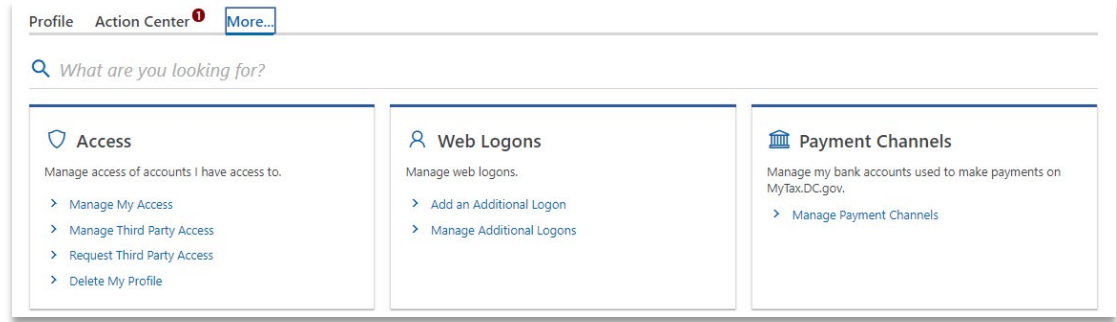 Profile Action Center 1 More...
What are you looking for?
Access
Manage access of accounts I have access to.
Manage My Access
Manage Third Party Access
Request Third Party Access
Delete My Profile
Web Logons
Manage web logons.
Add an Additional Logon
Manage Additional Logons
Payment Channels
Manage my bank accounts used to make payments on
MyTax.DC.gov.
Manage Payment Channels